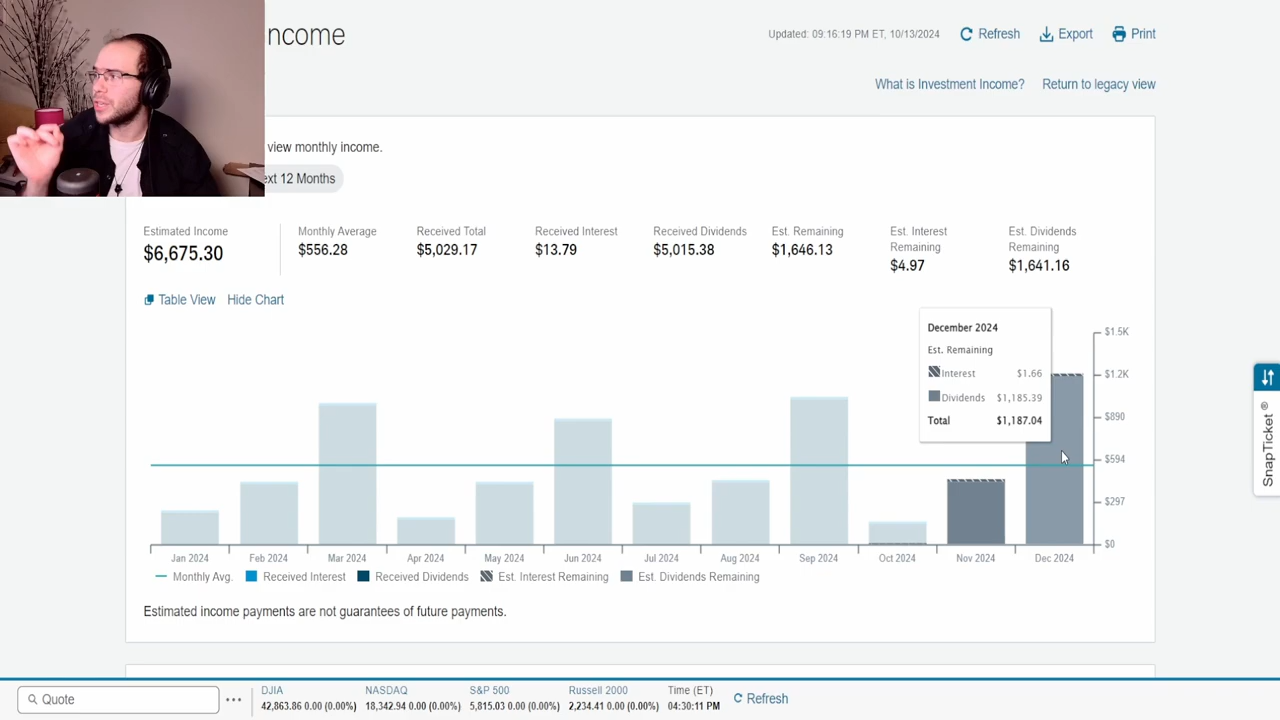 ncome
Updated: 09:16:19 PM ET, 10/13/2024
Refresh
Export
Print
What is Investment Income?
Return to legacy view
view monthly income.
ext 12 Months
Estimated Income
$6,675.30
Monthly Average
$556.28
Received Total
$5,029.17
Received Interest
$13.79
Received Dividends
$5,015.38
Est. Remaining
$1,646.13
Est. Interest
Remaining
$4.97
Est. Dividends
Remaining
$1,641.16
Table View
Hide Chart
December 2024
Est. Remaining
Interest $1.66
Dividends $1,185.39
Total $1,187.04
$1.5K
$1.2K
$890
$594
$297
$0
Jan 2024
Feb 2024
Mar 2024
Apr 2024
May 2024
Jun 2024
Jul 2024
Aug 2024
Sep 2024
Oct 2024
Nov 2024
Dec 2024
Monthly Avg.
Received Interest
Received Dividends
Est. Interest Remaining
Est. Dividends Remaining
Estimated income payments are not guarantees of future payments.
SnapTicket ®
Quote
DJIA
42,863.86 0.00 (0.00%)
NASDAQ
18,342.94 0.00 (0.00%)
S&P 500
5,815.03 0.00 (0.00%)
Russell 2000
2,234.41 0.00 (0.00%)
Time (ET)
04:30:11 PM
Refresh